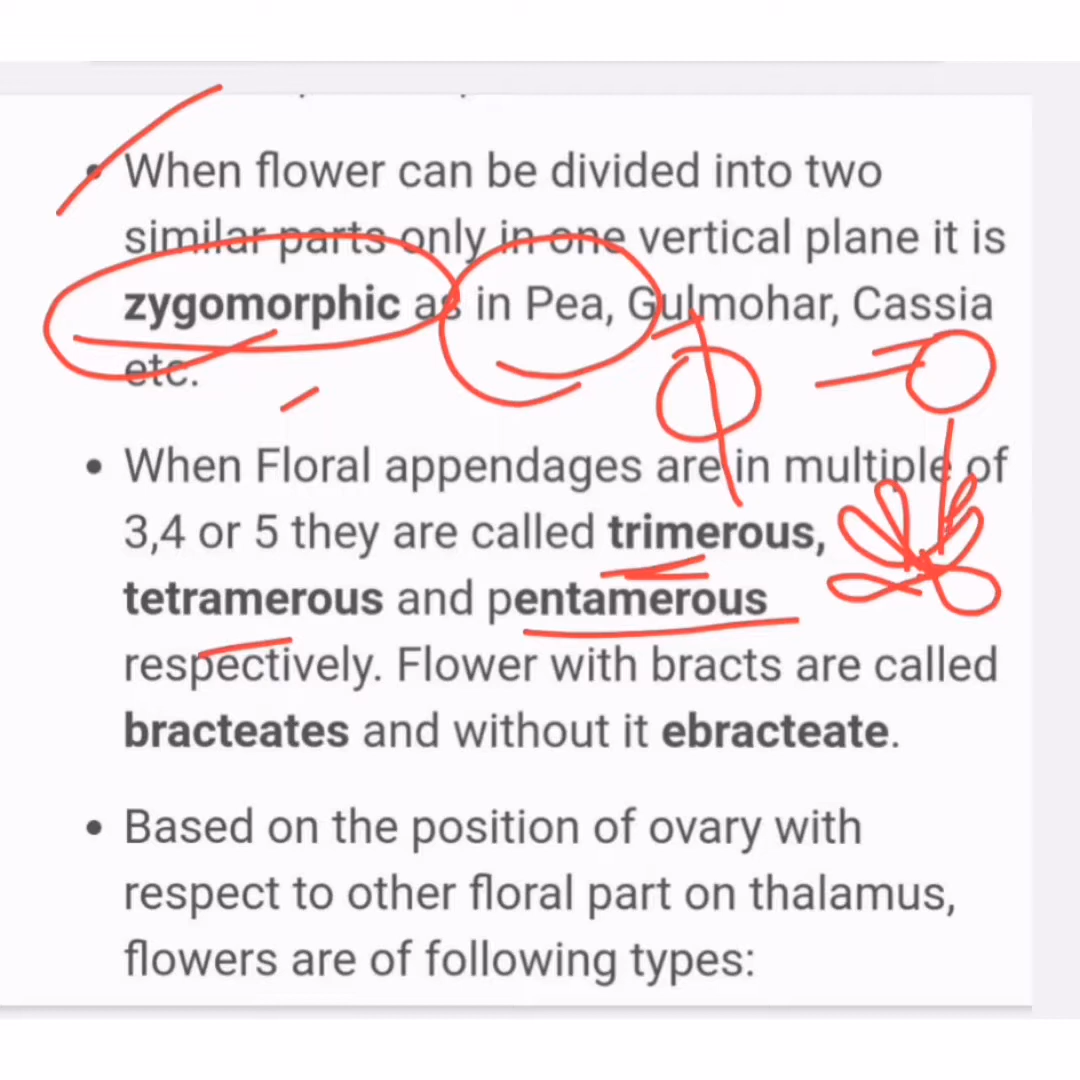 When flower can be divided into two
similar parts only in one vertical plane it is
zygomorphic as in Pea, Gulmohar, Cassia
etc.
When Floral appendages are in multiple of
3,4 or 5 they are called trimerous,
tetramerous and pentamerous
respectively. Flower with bracts are called
bracteates and without it ebracteate.
Based on the position of ovary with
respect to other floral part on thalamus,
flowers are of following types: